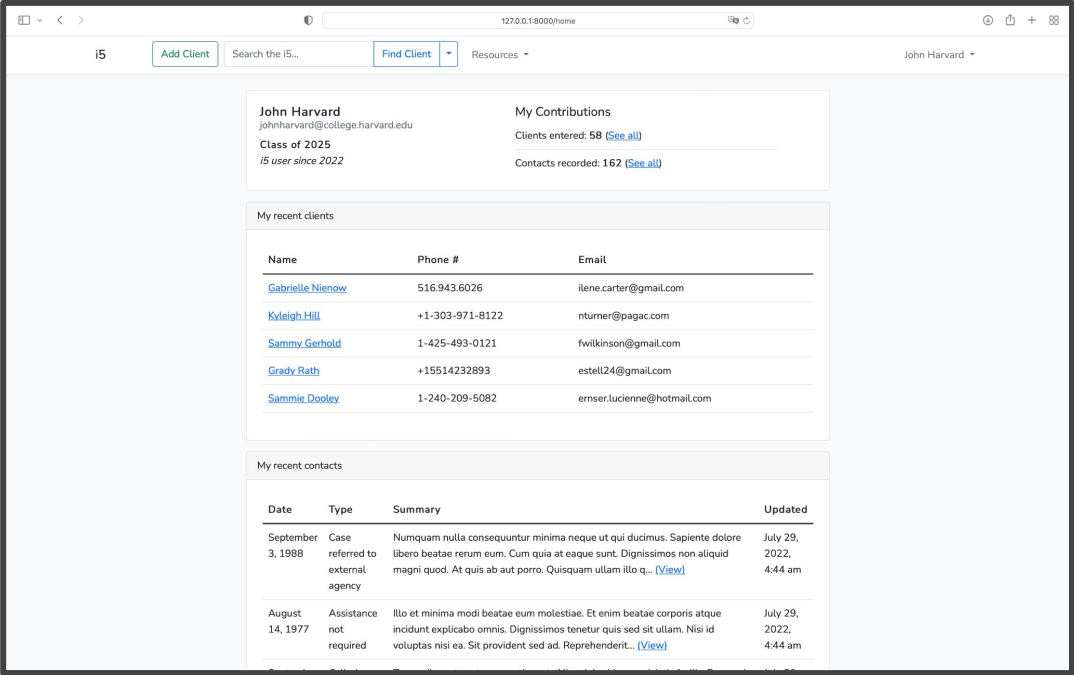 127.0.0.1:8000/home
i5
Add Client
Search the i5...
Find Client
Resources
John Harvard
John Harvard
johnharvard@college.harvard.edu
Class of 2025
i5 user since 2022
My Contributions
Clients entered: 58 (See all)
Contacts recorded: 162 (See all)
My recent clients
Name Phone # Email
Gabrielle Nienow 516.943.6026 ilene.carter@gmail.com
Kyleigh Hill +1-303-971-8122 nturner@pagac.com
Sammy Gerhold 1-425-493-0121 fwilkinson@gmail.com
Grady Rath +15514232893 estell24@gmail.com
Sammie Dooley 1-240-209-5082 ernser.lucienne@hotmail.com
My recent contacts
Date Type Summary Updated
September
3, 1988
Case
referred to
external
agency
Numquam nulla consequuntur minima neque ut qui ducimus. Sapiente dolore
libero beatae rerum eum. Cum quia at eaque sunt. Dignissimos non aliquid
magni quod. At quis ab aut porro. Quisquam ullam illo q... (View)
July 29,
2022,
4:44 am
August
14, 1977
Assistance
not
required
Illo et minima modi beatae eum molestiae. Et enim beatae corporis atque
incidunt explicabo omnis. Dignissimos tenetur quis sed sit ullam. Nisi id
voluptas nisi ea. Sit provident sed ad. Reprehenderit... (View)
July 29,
2022,
4:44 am